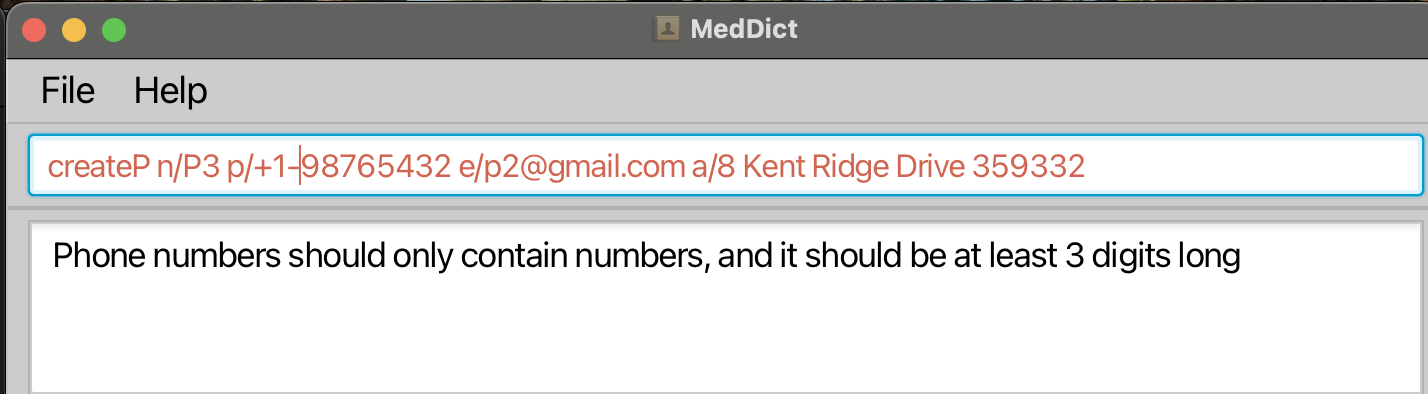 MedDict
File Help
createP n/P3 p/+1-98765432 e/p2@gmail.com a/8 Kent Ridge Drive 359332
Phone numbers should only contain numbers, and it should be at least 3 digits long